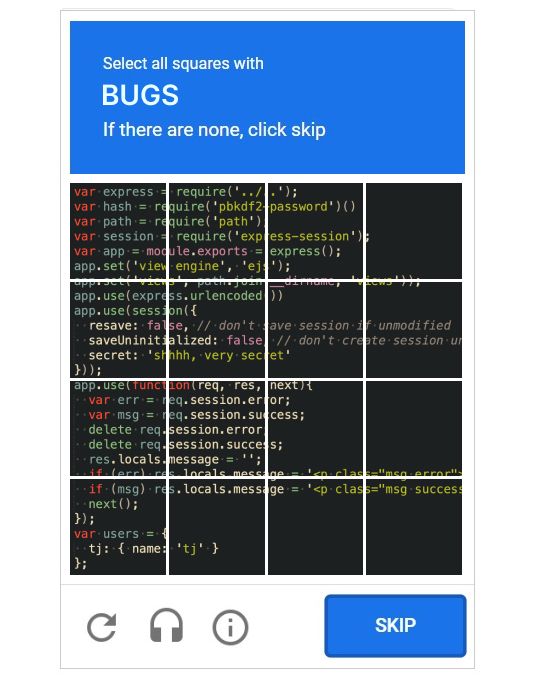 Select all squares with
BUGS
If there are none, click skip
var express = require('../..');
var hash = require('pbkdf2-password')()
var path = require('path');
var session = require('express-session');
var app = module.exports = express();
app.set('view engine', 'ejs');
app.set('views', path.join(__dirname, 'views'));
app.use(express.urlencoded())
app.use(session({
resave: false, // don't save session if unmodified
saveUninitialized: false, // don't create session un
secret: 'shhhh, very secret'
}));
app.use(function(req, res, next){
var err = req.session.error;
var msg = req.session.success;
delete req.session.error;
delete req.session.success;
res.locals.message = '';
if (err) res.locals.message = '<p class="msg error">
if (msg) res.locals.message = '<p class="msg success
next();
});
var users = {
tj: { name: 'tj' }
};
SKIP